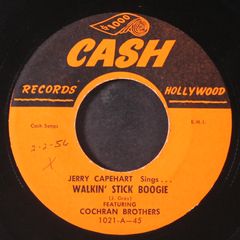 $1000
CASH
RECORDS HOLLYWOOD
Cash Songs B.M.I.
2-2-56
X
JERRY CAPEHART Sings...
WALKIN' STICK BOOGIE
(J. Gray)
FEATURING
COCHRAN BROTHERS
1021-A-45